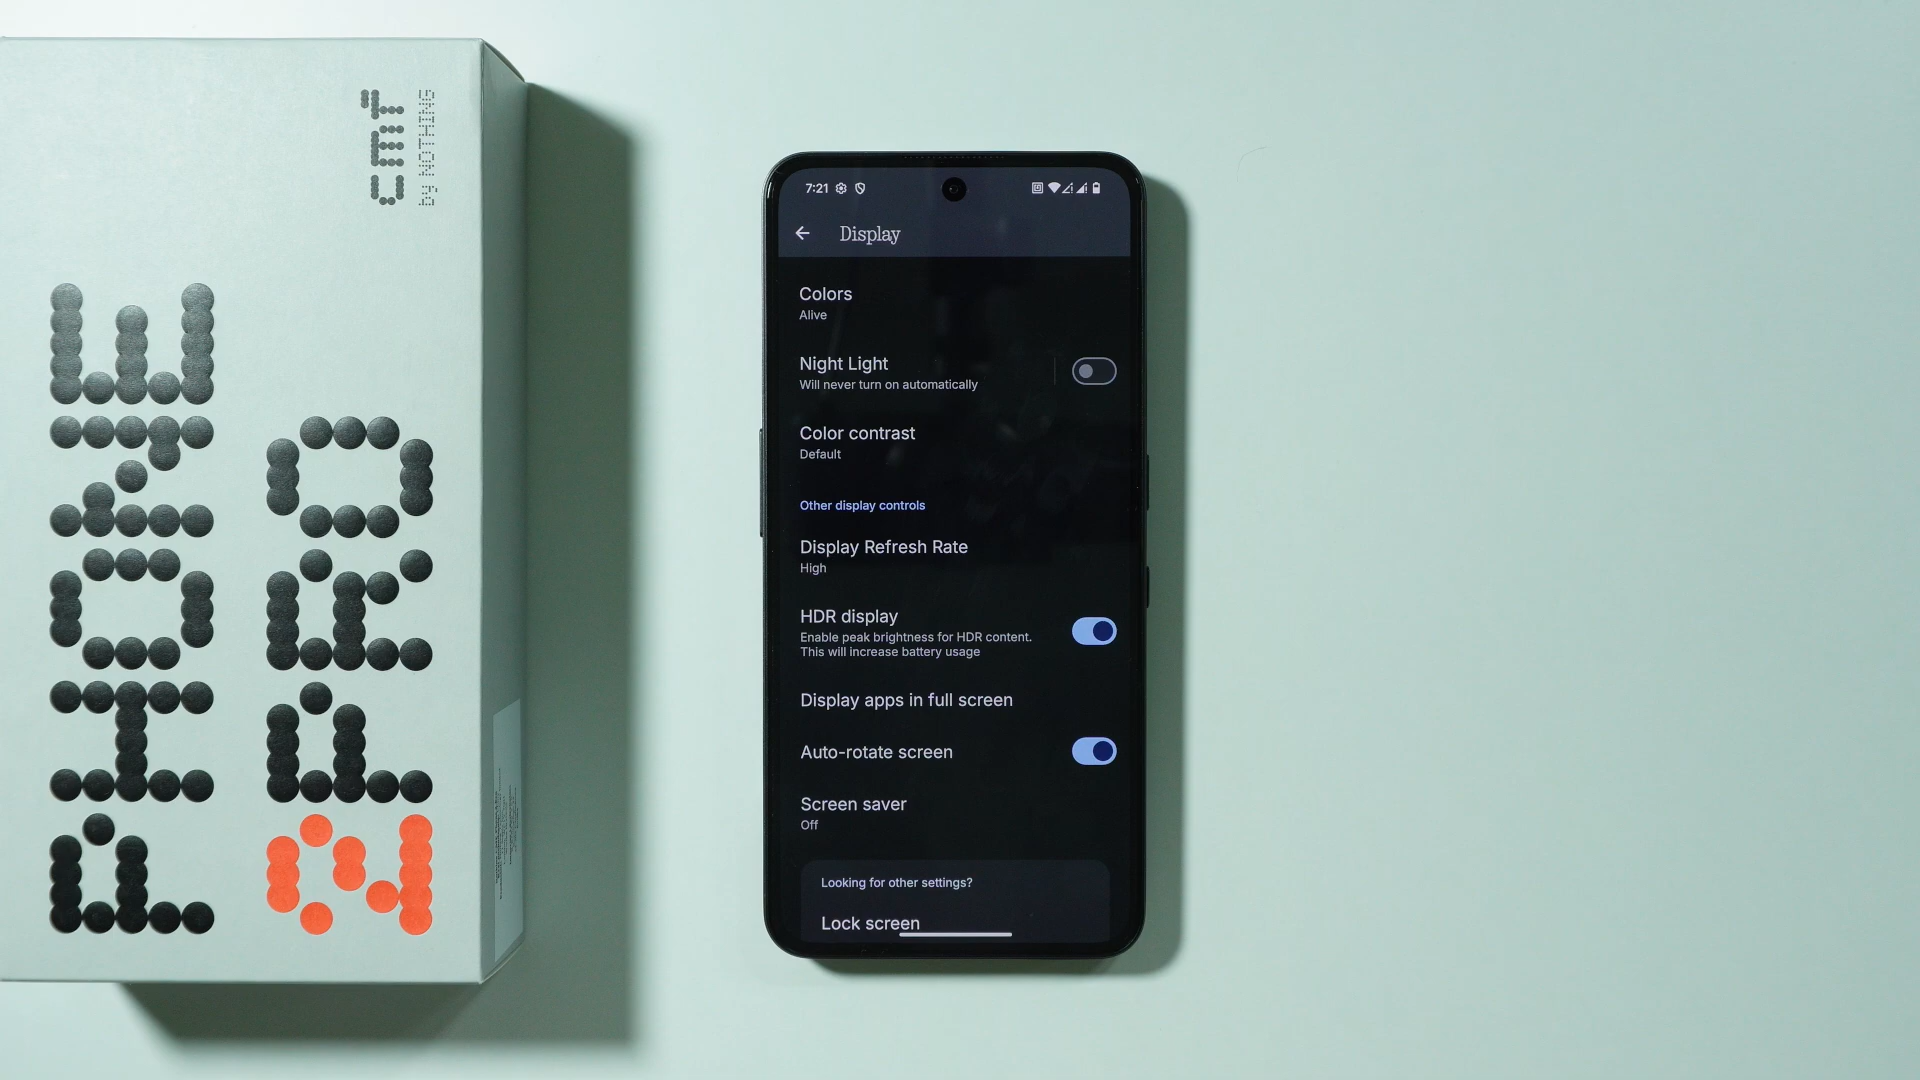 cmf
by NOTHING
PHONE
2 PRO
7:21
Display
Colors
Alive
Night Light
Will never turn on automatically
Color contrast
Default
Other display controls
Display Refresh Rate
High
HDR display
Enable peak brightness for HDR content.
This will increase battery usage
Display apps in full screen
Auto-rotate screen
Screen saver
Off
Looking for other settings?
Lock screen